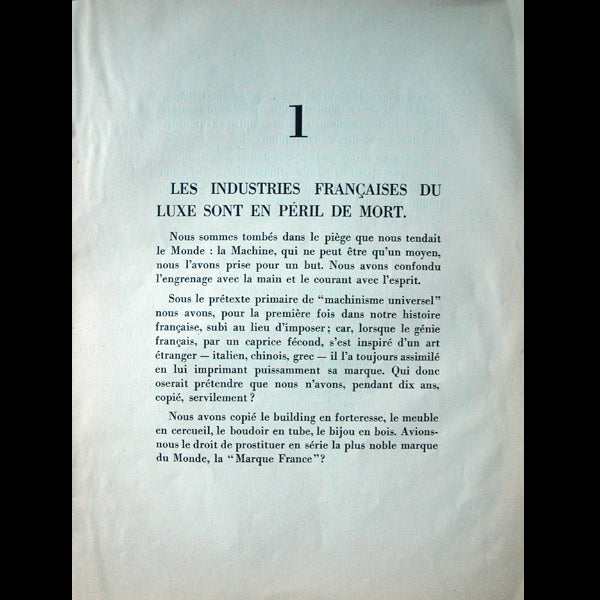 1
LES INDUSTRIES FRANÇAISES DU
LUXE SONT EN PÉRIL DE MORT.
Nous sommes tombés dans le piège que nous tendait
le Monde : la Machine, qui ne peut être qu'un moyen,
nous l'avons prise pour un but. Nous avons confondu
l'engrenage avec la main et le courant avec l'esprit.
Sous le prétexte primaire de "machinisme universel"
nous avons, pour la première fois dans notre histoire
française, subi au lieu d'imposer ; car, lorsque le génie
français, par un caprice fécond, s'est inspiré d'un art
étranger — italien, chinois, grec — il l'a toujours assimilé
en lui imprimant puissamment sa marque. Qui donc
oserait prétendre que nous n'avons, pendant dix ans,
copié, servilement ?
Nous avons copié le building en forteresse, le meuble
en cercueil, le boudoir en tube, le bijou en bois. Avions-
nous le droit de prostituer en série la plus noble marque
du Monde, la "Marque France" ?